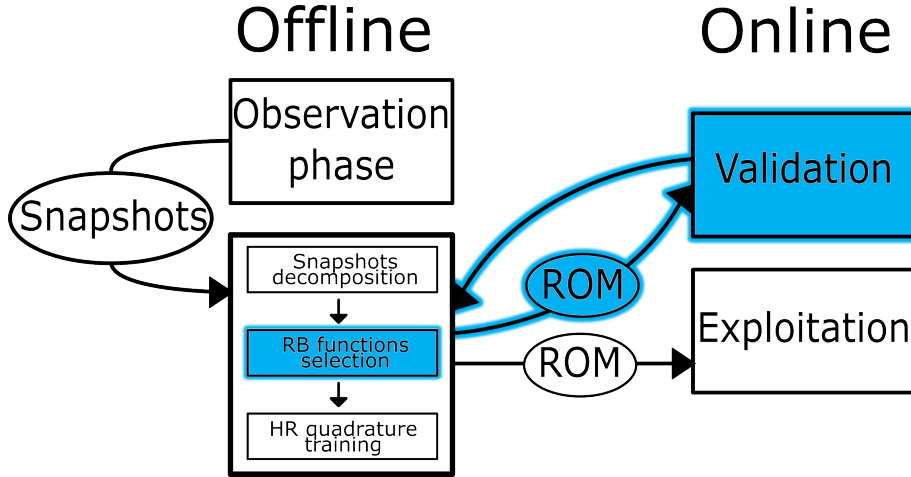 Offline
Online
Observation
phase
Snapshots
Validation
Snapshots
decomposition
ROM
RB functions
selection
Exploitation
ROM
HR quadrature
training